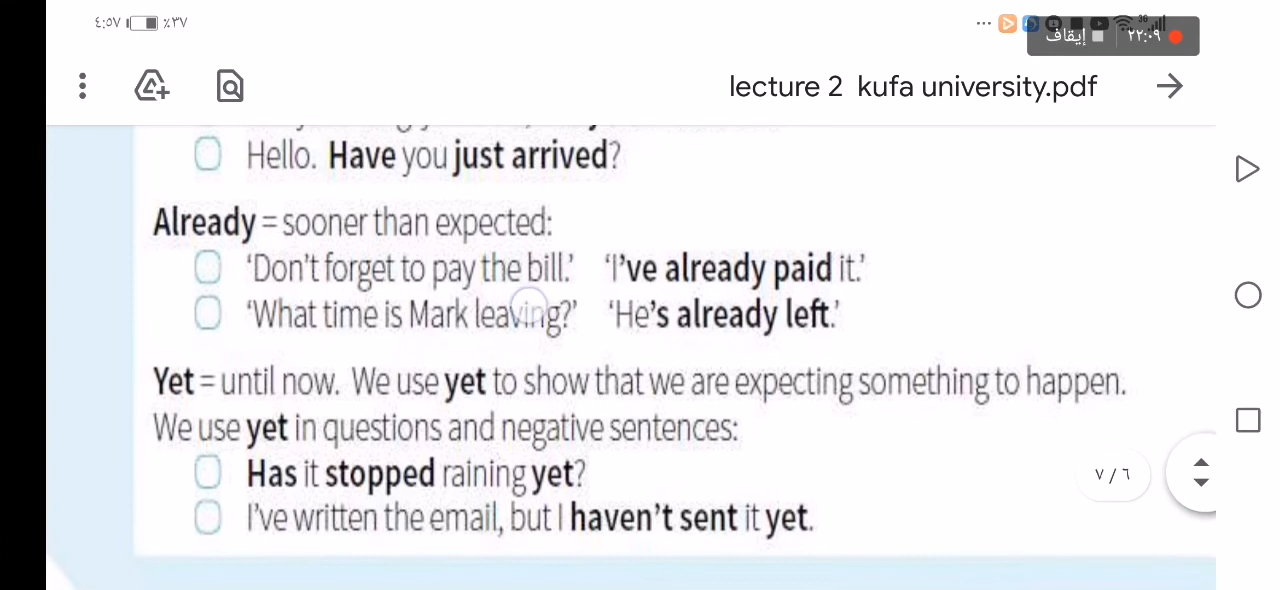 ٤:٥٧ ٪٣٧ ... 3G
إيقاف ٢٢:٠٩
lecture 2 kufa university.pdf
Hello. Have you just arrived?
Already = sooner than expected:
‘Don’t forget to pay the bill.’ ‘I’ve already paid it.’
‘What time is Mark leaving?’ ‘He’s already left.’
Yet = until now. We use yet to show that we are expecting something to happen.
We use yet in questions and negative sentences:
Has it stopped raining yet?
٧ / ٦
I’ve written the email, but I haven’t sent it yet.